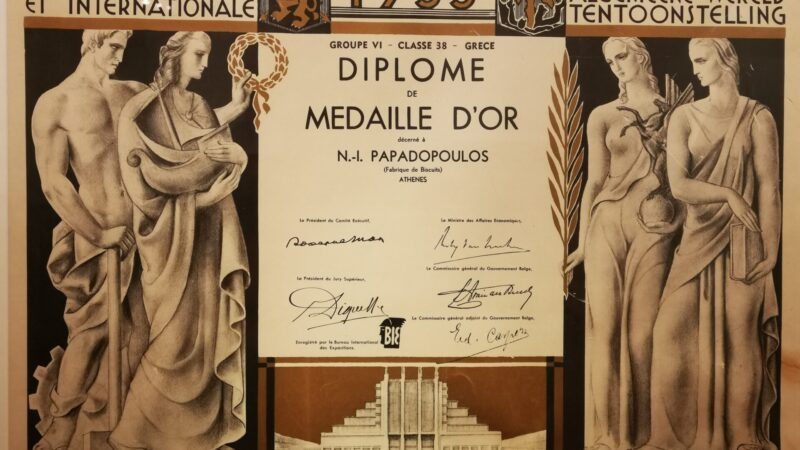 ET INTERNATIONALE
1935
TENTOONSTELLING
GROUPE VI - CLASSE 38 - GRECE
DIPLOME
DE
MEDAILLE D'OR
décerné à
N.-I. PAPADOPOULOS
(Fabrique de Biscuits)
ATHENES
Le Président du Comité Exécutif,
Le Ministre des Affaires Economiques,
Le Commissaire général du Gouvernement Belge,
Le Président du Jury Supérieur,
Le Commissaire général adjoint du Gouvernement Belge,
Enregistré par le Bureau International
des Expositions.
BIE